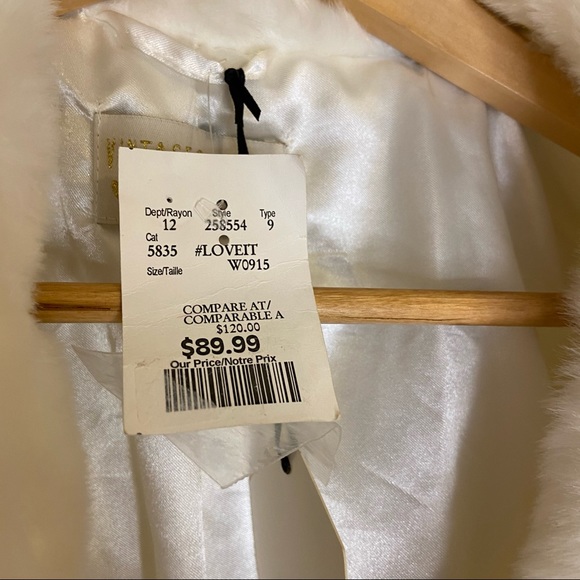 Dept/Rayon Style Type
12 258554 9
Cat
5835 #LOVEIT
Size/Taille W0915
COMPARE AT/
COMPARABLE A
$120.00
$89.99
Our Price/Notre Prix